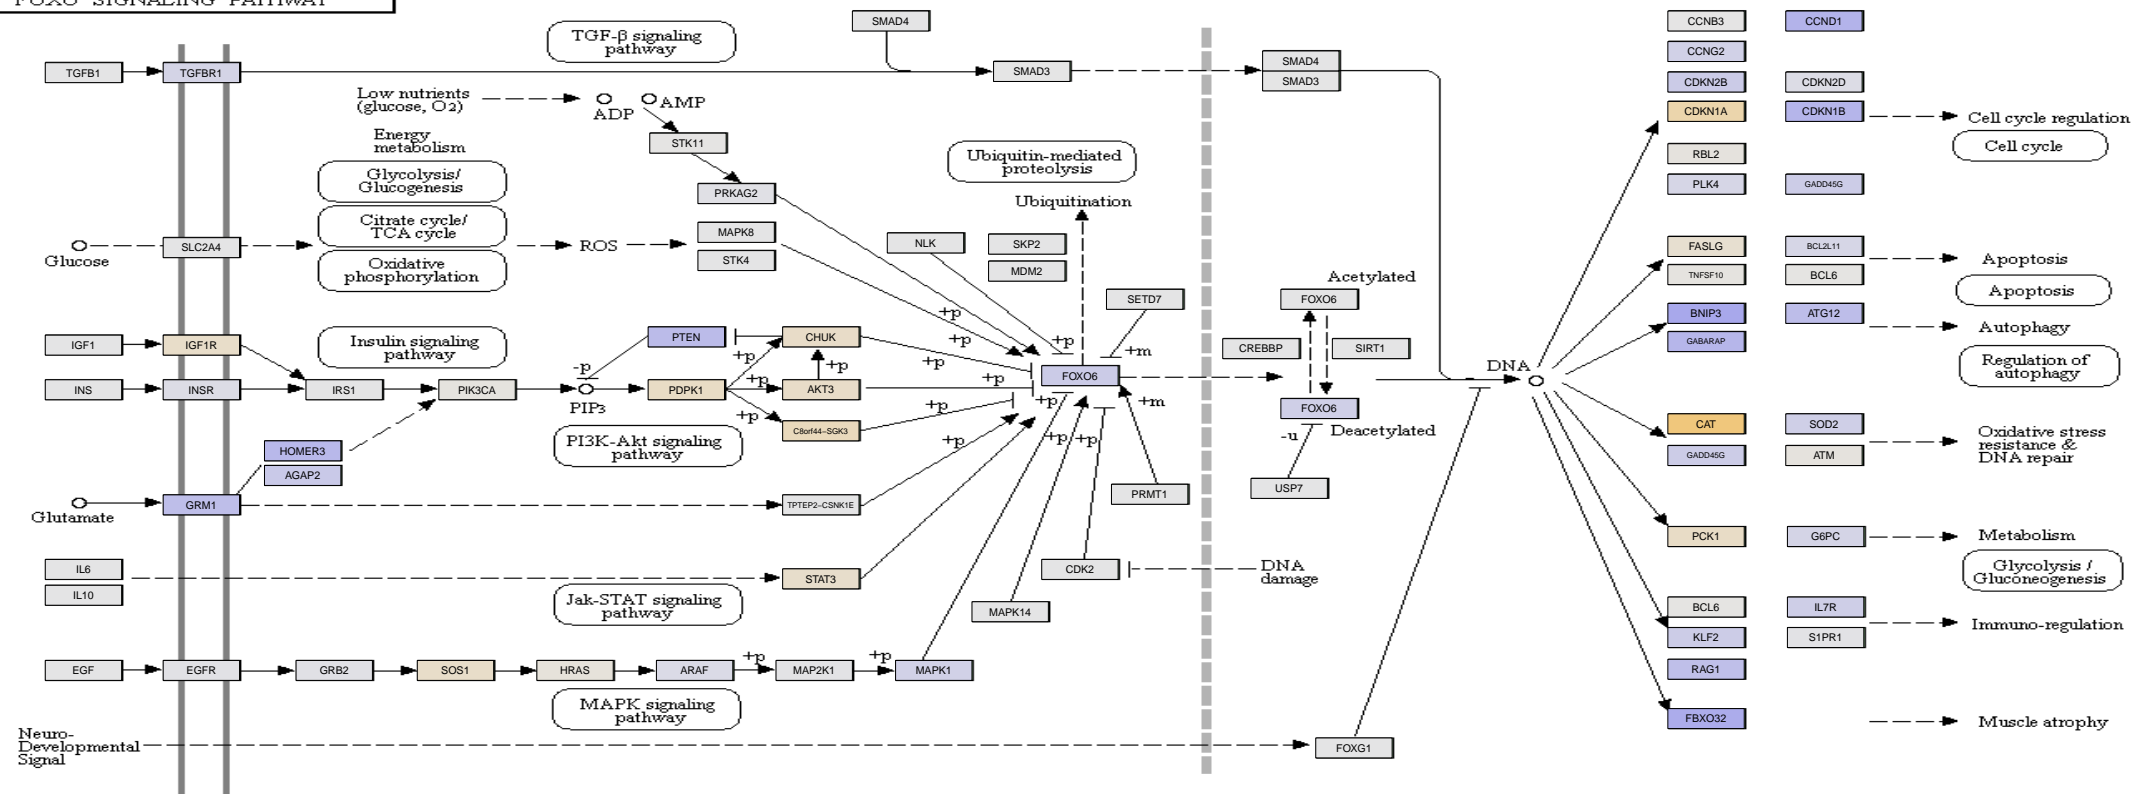 FOXO SIGNALING PATHWAY
SMAD4
TGF-β signaling
pathway
TGFB1
TGFBR1
SMAD3
SMAD4
SMAD3
Low nutrients
(glucose, O2)
ADP
AMP
Energy
metabolism
STK11
Glycolysis/
Glucogenesis
PRKAG2
Ubiquitin-mediated
proteolysis
Ubiquitination
Citrate cycle/
TCA cycle
Glucose
SLC2A4
ROS
MAPK8
STK4
Oxidative
phosphorylation
NLK
SKP2
MDM2
SETD7
Acetylated
FOXO6
CREBBP
SIRT1
FOXO6
Deacetylated
-u
USP7
IGF1
IGF1R
Insulin signaling
pathway
PTEN
CHUK
+p
+p
+p
+p
+m
INS
INSR
IRS1
PIK3CA
-p
PIP3
PDPK1
+p
+p
+p
+p
AKT3
+p
+p
FOXO6
+m
C8orf44-SGK3
+p
+p
+p
+p
PI3K-Akt signaling
pathway
HOMER3
AGAP2
Glutamate
GRM1
TPTEP2-CSNK1E
PRMT1
IL6
IL10
STAT3
Jak-STAT signaling
pathway
CDK2
DNA
damage
MAPK14
EGF
EGFR
GRB2
SOS1
HRAS
ARAF
+p
MAP2K1
+p
MAPK1
MAPK signaling
pathway
Neuro-
Developmental
Signal
FOXG1
DNA
CCNB3
CCND1
CCNG2
CDKN2B
CDKN2D
CDKN1A
CDKN1B
Cell cycle regulation
Cell cycle
RBL2
PLK4
GADD45G
FASLG
BCL2L11
TNFSF10
BCL6
Apoptosis
Apoptosis
BNIP3
ATG12
GABARAP
Autophagy
Regulation of
autophagy
CAT
SOD2
GADD45G
ATM
Oxidative stress
resistance &
DNA repair
PCK1
G6PC
Metabolism
Glycolysis /
Gluconeogenesis
BCL6
IL7R
KLF2
S1PR1
Immuno-regulation
RAG1
FBXO32
Muscle atrophy